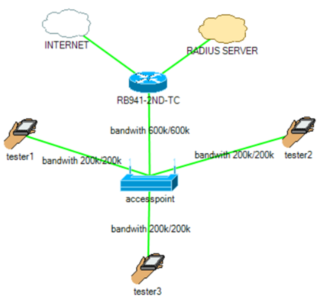 INTERNET
RADIUS SERVER
RB941-2ND-TC
bandwith 600k/600k
tester1
bandwith 200k/200k
bandwith 200k/200k
tester2
accesspoint
bandwith 200k/200k
tester3